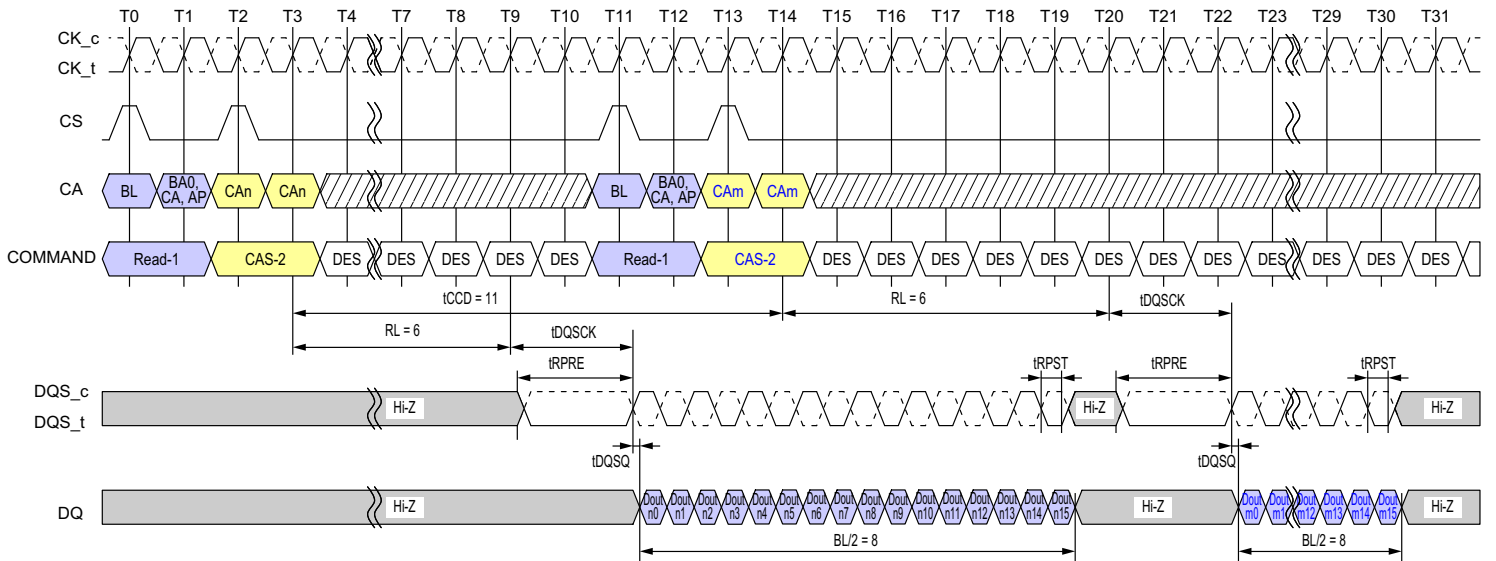 T0 T1 T2 T3 T4 T7 T8 T9 T10 T11 T12 T13 T14 T15 T16 T17 T18 T19 T20 T21 T22 T23 T29 T30 T31
CK_c
CK_t
CS
CA BL BA0, CA, AP CAn CAn BL BA0, CA, AP CAm CAm
COMMAND Read-1 CAS-2 DES DES DES DES DES Read-1 CAS-2 DES DES DES DES DES DES DES DES DES DES DES DES
tCCD = 11 RL = 6 tDQSCK
RL = 6 tDQSCK
tRPRE tRPST tRPRE tRPST
DQS_c
DQS_t
Hi-Z Hi-Z Hi-Z
tDQSQ tDQSQ
DQ Hi-Z Dout n0 Dout n1 Dout n2 Dout n3 Dout n4 Dout n5 Dout n6 Dout n7 Dout n8 Dout n9 Dout n10 Dout n11 Dout n12 Dout n13 Dout n14 Dout n15 Hi-Z Dout m0 Dout m1 Dout m12 Dout m13 Dout m14 Dout m15 Hi-Z
BL/2 = 8 BL/2 = 8